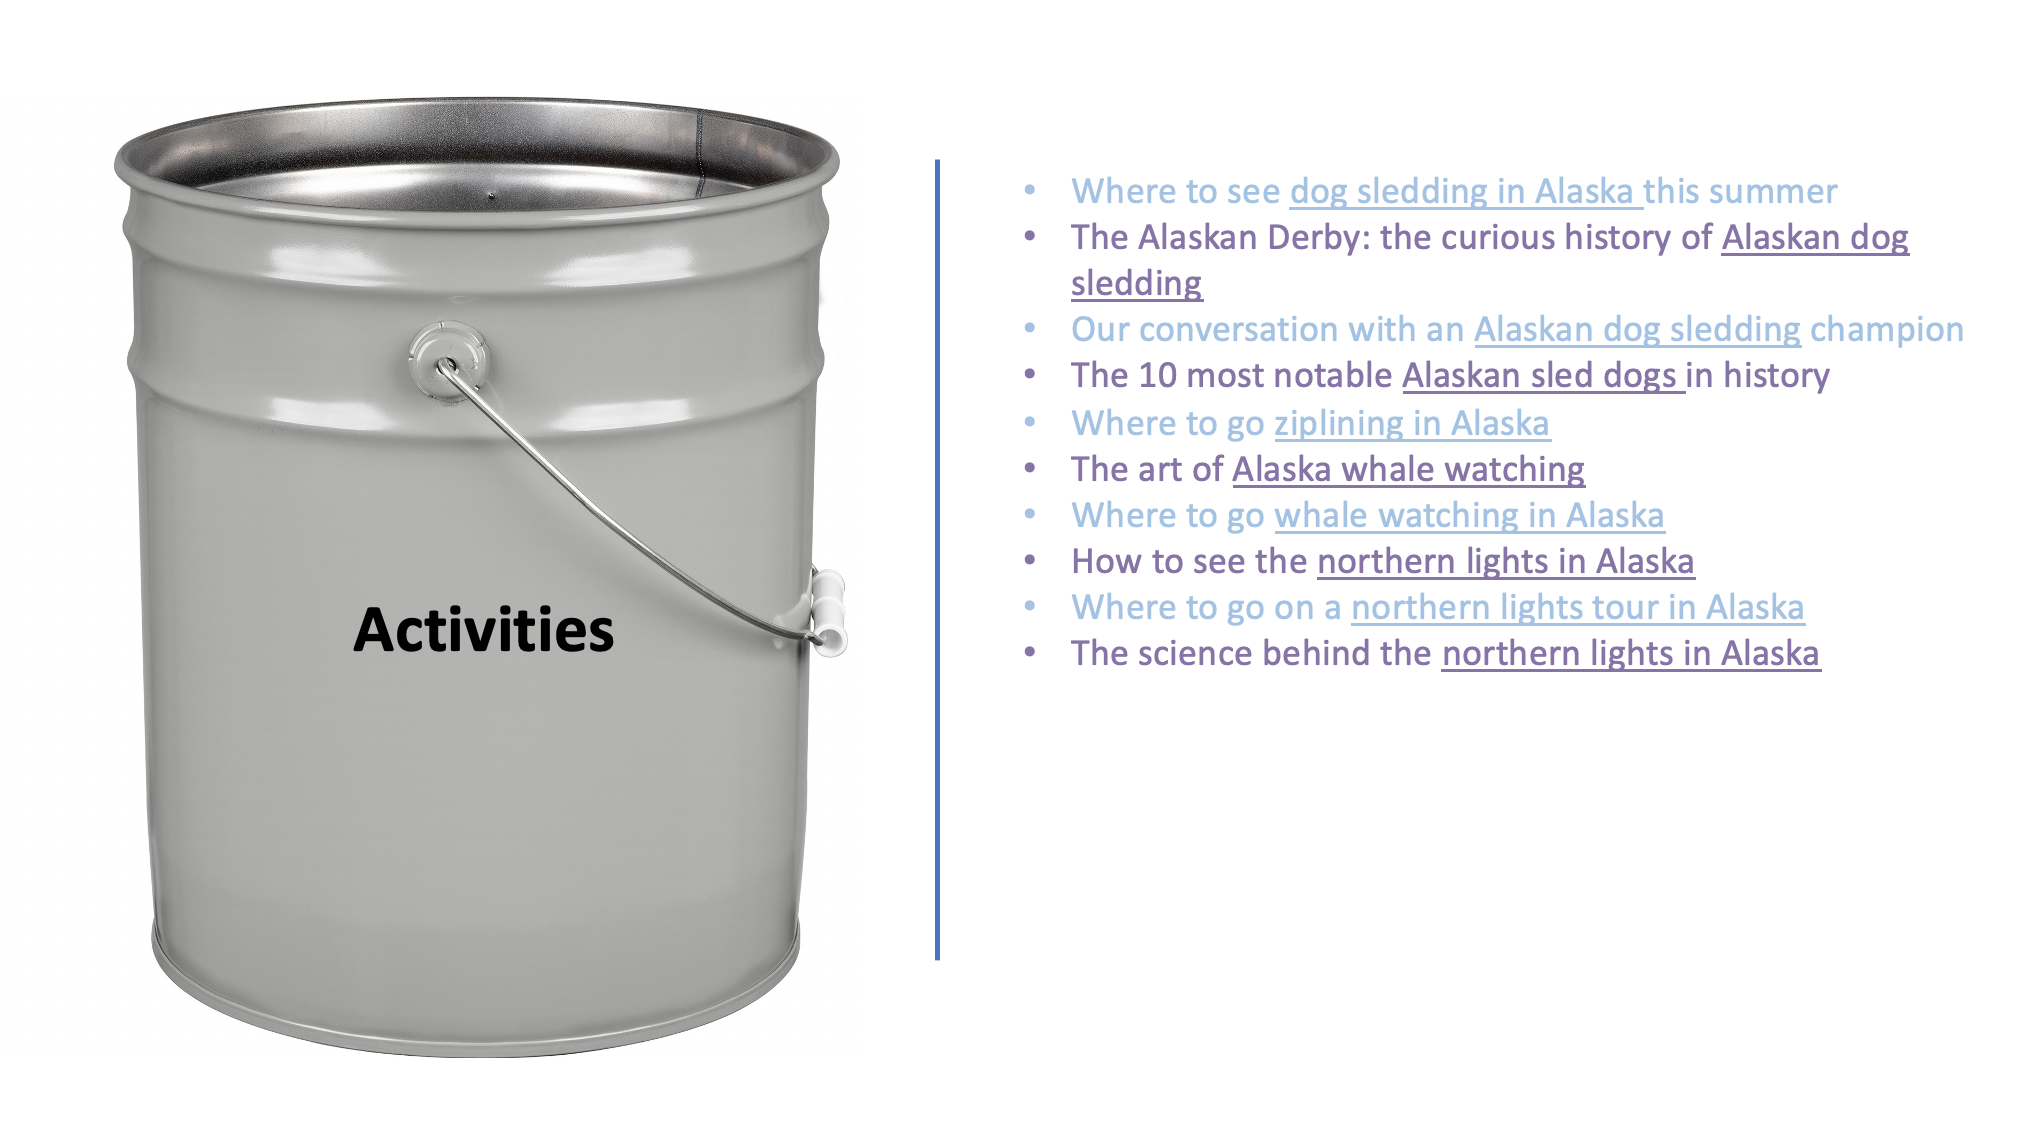 Activities
• Where to see dog sledding in Alaska this summer
• The Alaskan Derby: the curious history of Alaskan dog
sledding
• Our conversation with an Alaskan dog sledding champion
• The 10 most notable Alaskan sled dogs in history
• Where to go ziplining in Alaska
• The art of Alaska whale watching
• Where to go whale watching in Alaska
• How to see the northern lights in Alaska
• Where to go on a northern lights tour in Alaska
• The science behind the northern lights in Alaska